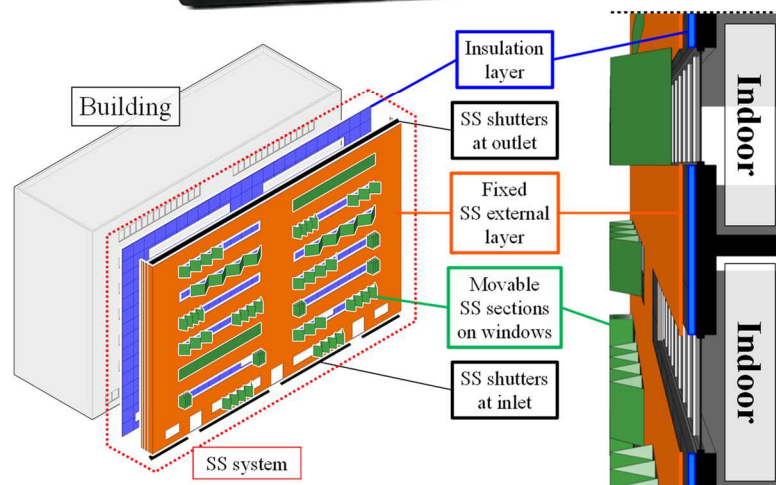 Building
Insulation
layer
SS shutters
at outlet
Fixed
SS external
layer
Movable
SS sections
on windows
SS shutters
at inlet
SS system
Indoor
Indoor